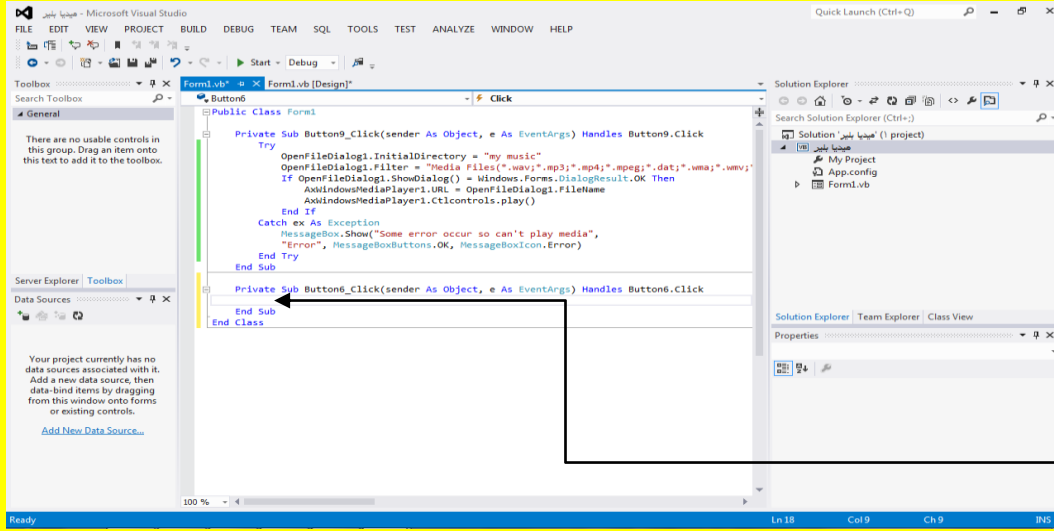 ميديا بلير - Microsoft Visual Studio
Quick Launch (Ctrl+Q)
FILE EDIT VIEW PROJECT BUILD DEBUG TEAM SQL TOOLS TEST ANALYZE WINDOW HELP
Start - Debug
Toolbox
Search Toolbox
General
There are no usable controls in
this group. Drag an item onto
this text to add it to the toolbox.
Server Explorer Toolbox
Data Sources
Your project currently has no
data sources associated with it.
Add a new data source, then
data-bind items by dragging
from this window onto forms
or existing controls.
Add New Data Source...
Form1.vb* Form1.vb [Design]*
Button6 Click
Public Class Form1
Private Sub Button9_Click(sender As Object, e As EventArgs) Handles Button9.Click
Try
OpenFileDialog1.InitialDirectory = "my music"
OpenFileDialog1.Filter = "Media Files(*.wav;*.mp3;*.mp4;*.mpeg;*.dat;*.wma;*.wmv;*
If OpenFileDialog1.ShowDialog() = Windows.Forms.DialogResult.OK Then
AxWindowsMediaPlayer1.URL = OpenFileDialog1.FileName
AxWindowsMediaPlayer1.Ctlcontrols.play()
End If
Catch ex As Exception
MessageBox.Show("Some error occur so can't play media",
"Error", MessageBoxButtons.OK, MessageBoxIcon.Error)
End Try
End Sub
Private Sub Button6_Click(sender As Object, e As EventArgs) Handles Button6.Click
End Sub
End Class
100 %
Solution Explorer
Search Solution Explorer (Ctrl+;)
Solution 'ميديا بلير' (1 project)
ميديا بلير
My Project
App.config
Form1.vb
Solution Explorer Team Explorer Class View
Properties
Ready Ln 18 Col 9 Ch 9 INS